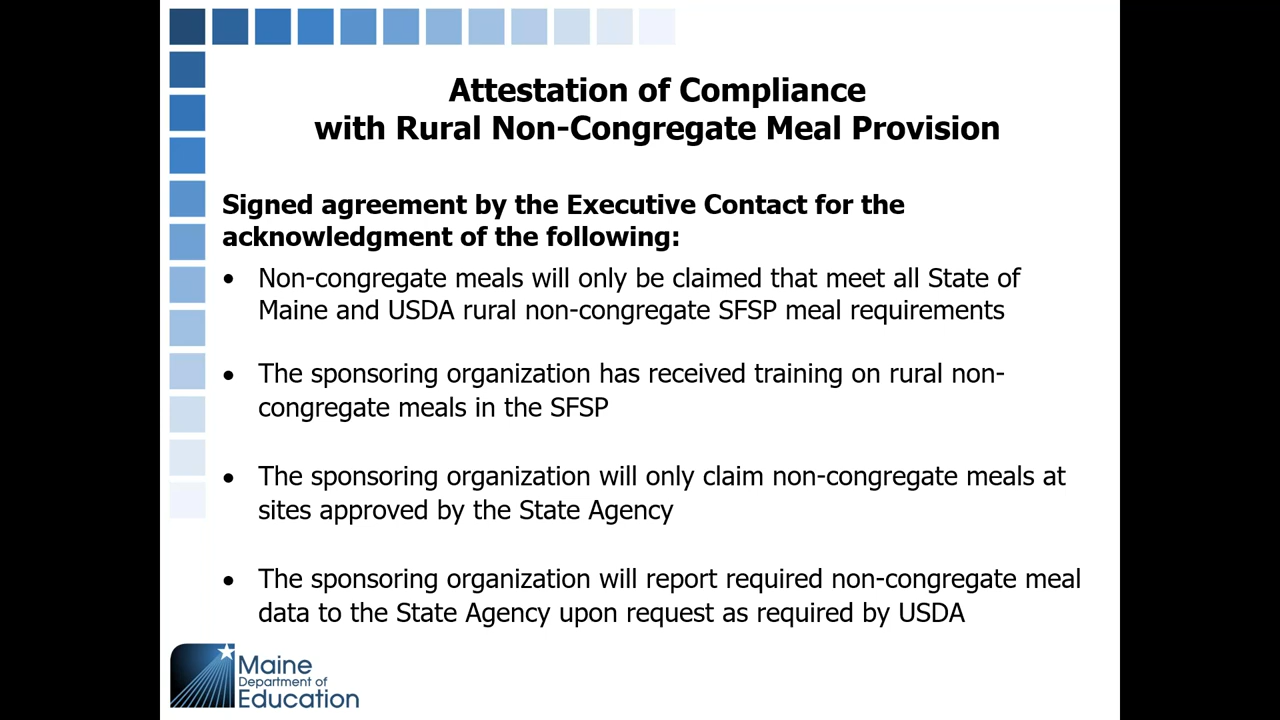 Attestation of Compliance
with Rural Non-Congregate Meal Provision
Signed agreement by the Executive Contact for the
acknowledgment of the following:
• Non-congregate meals will only be claimed that meet all State of
Maine and USDA rural non-congregate SFSP meal requirements
• The sponsoring organization has received training on rural non-
congregate meals in the SFSP
• The sponsoring organization will only claim non-congregate meals at
sites approved by the State Agency
• The sponsoring organization will report required non-congregate meal
data to the State Agency upon request as required by USDA
Maine
Department of
Education